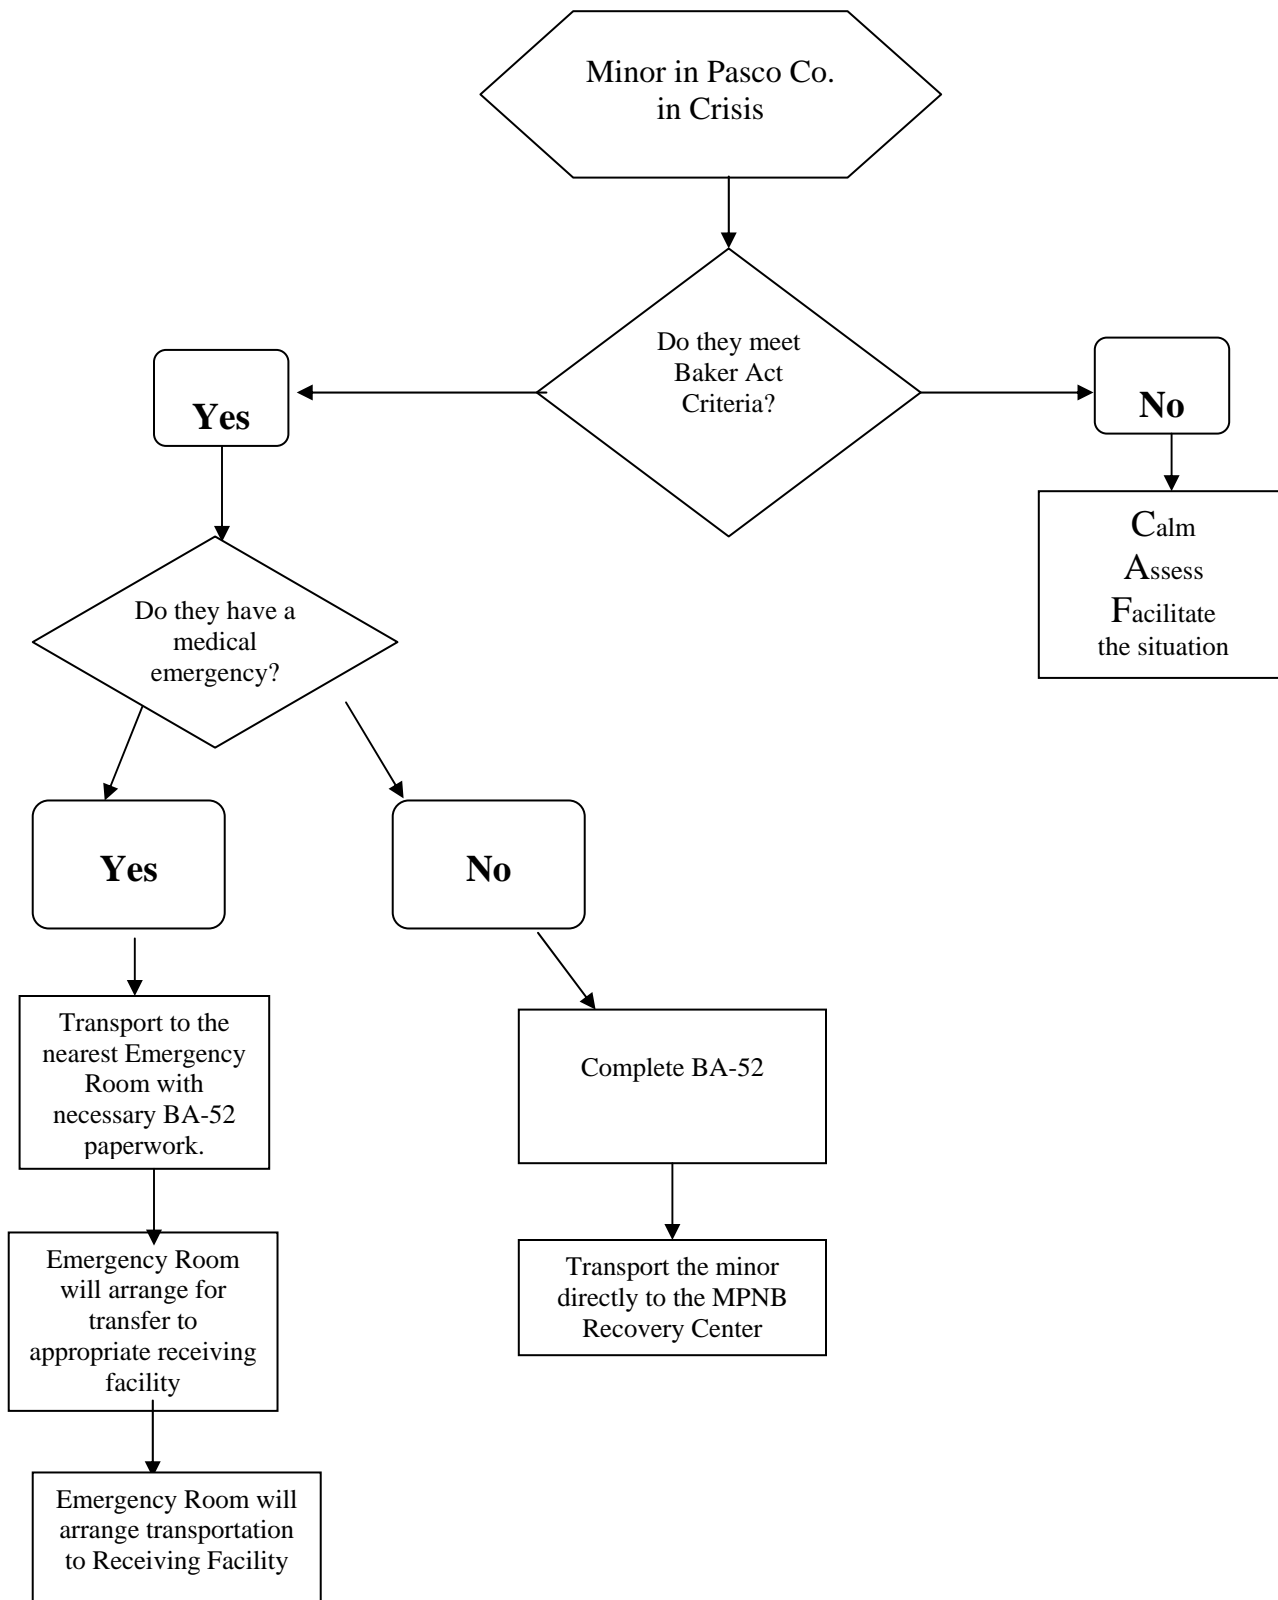 Minor in Pasco Co.
in Crisis
Do they meet
Baker Act
Criteria?
Yes
No
Calm
Assess
Facilitate
the situation
Do they have a
medical
emergency?
Yes
No
Transport to the
nearest Emergency
Room with
necessary BA-52
paperwork.
Complete BA-52
Emergency Room
will arrange for
transfer to
appropriate receiving
facility
Transport the minor
directly to the MPNB
Recovery Center
Emergency Room will
arrange transportation
to Receiving Facility